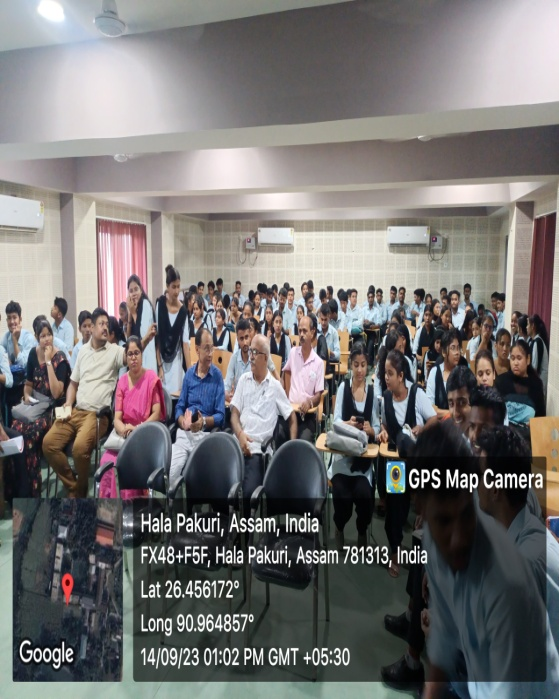 GPS Map Camera
Hala Pakuri, Assam, India
FX48+F5F, Hala Pakuri, Assam 781313, India
Lat 26.456172°
Long 90.964857°
14/09/23 01:02 PM GMT +05:30
Google